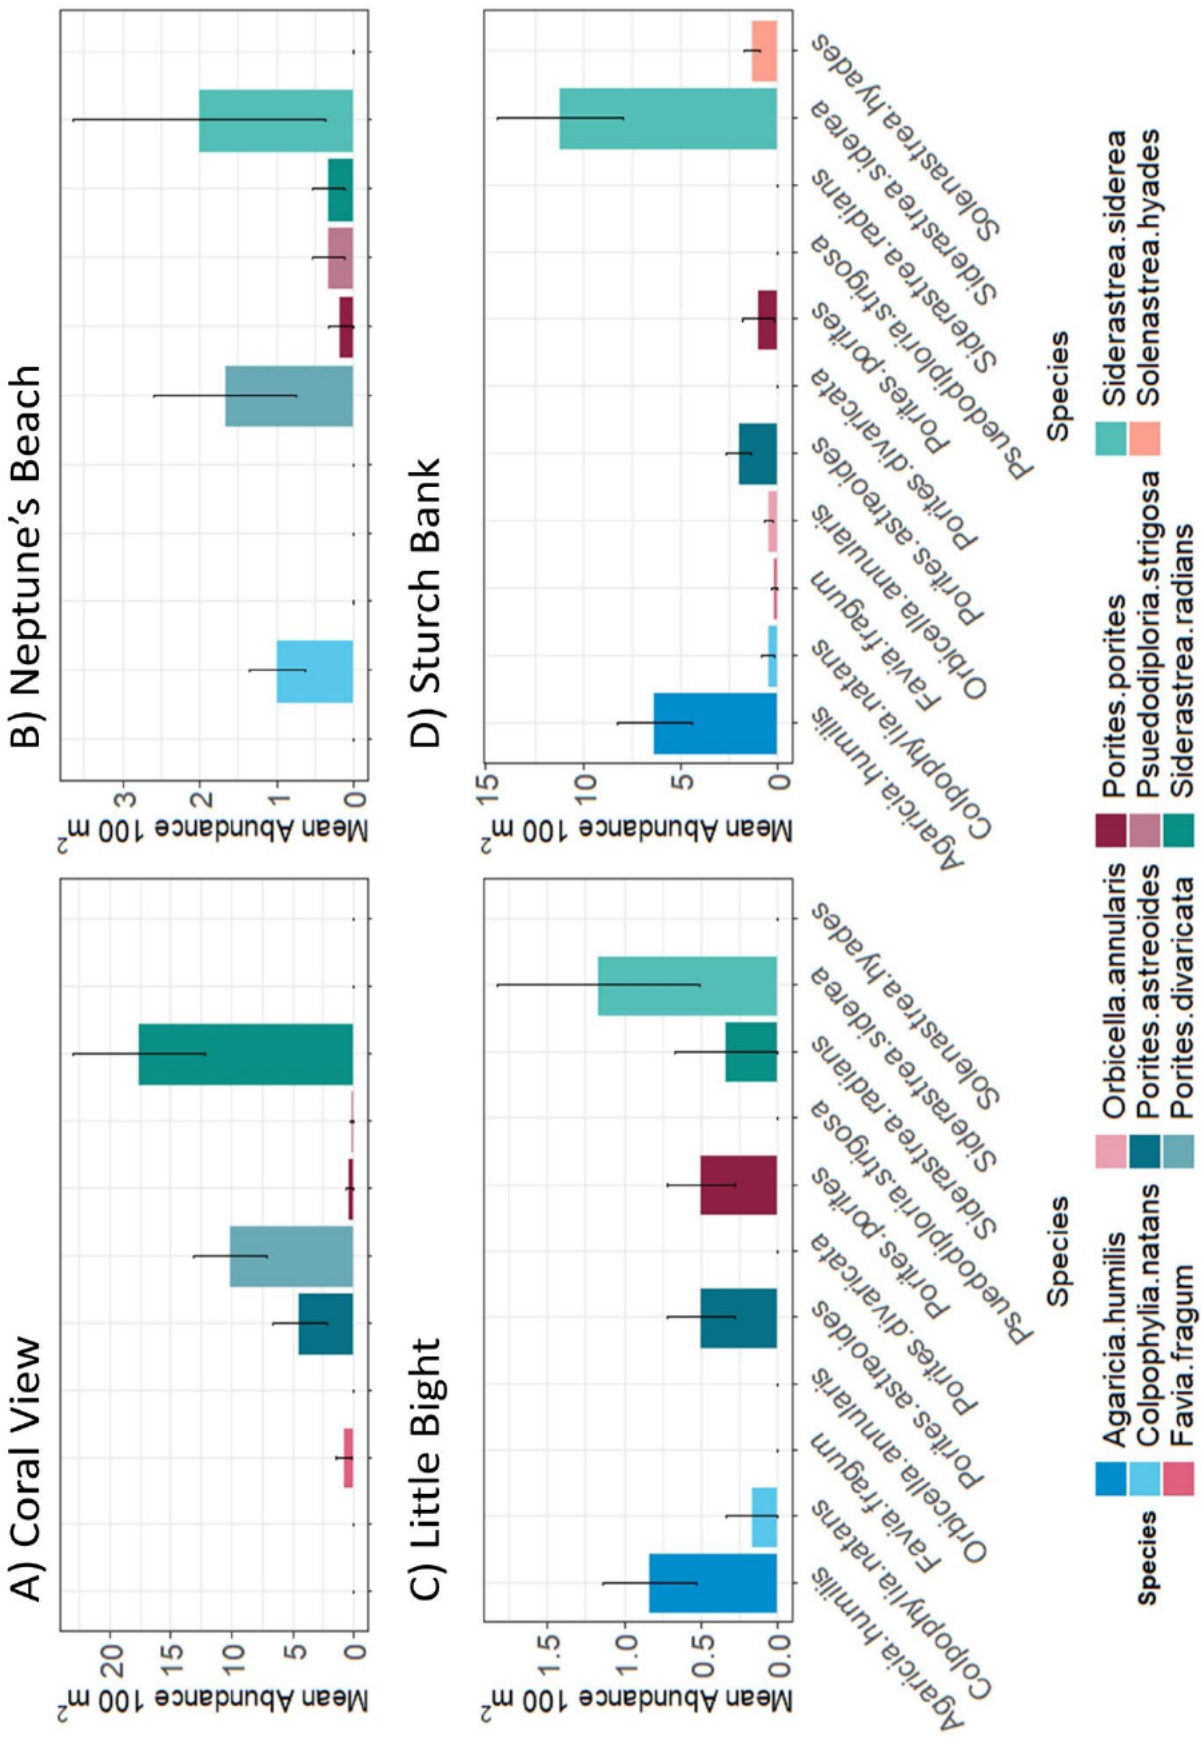 A) Coral View
Mean Abundance 100 m²
20
15
10
5
0
B) Neptune’s Beach
Mean Abundance 100 m²
3
2
1
0
C) Little Bight
Mean Abundance 100 m²
1.5
1.0
0.5
0.0
Agaricia.humilis
Colpophylia.natans
Favia.fragum
Orbicella.annularis
Porites.astreoides
Porites.divaricata
Porites.porites
Psuedodiploria.strigosa
Siderastrea.radians
Siderastrea.siderea
Solenastrea.hyades
Species
D) Sturch Bank
Mean Abundance 100 m²
15
10
5
0
Agaricia.humilis
Colpophylia.natans
Favia.fragum
Orbicella.annularis
Porites.astreoides
Porites.divaricata
Porites.porites
Psuedodiploria.strigosa
Siderastrea.radians
Siderastrea.siderea
Solenastrea.hyades
Species
Species
Agaricia.humilis
Colpophylia.natans
Favia.fragum
Orbicella.annularis
Porites.astreoides
Porites.divaricata
Porites.porites
Psuedodiploria.strigosa
Siderastrea.radians
Siderastrea.siderea
Solenastrea.hyades